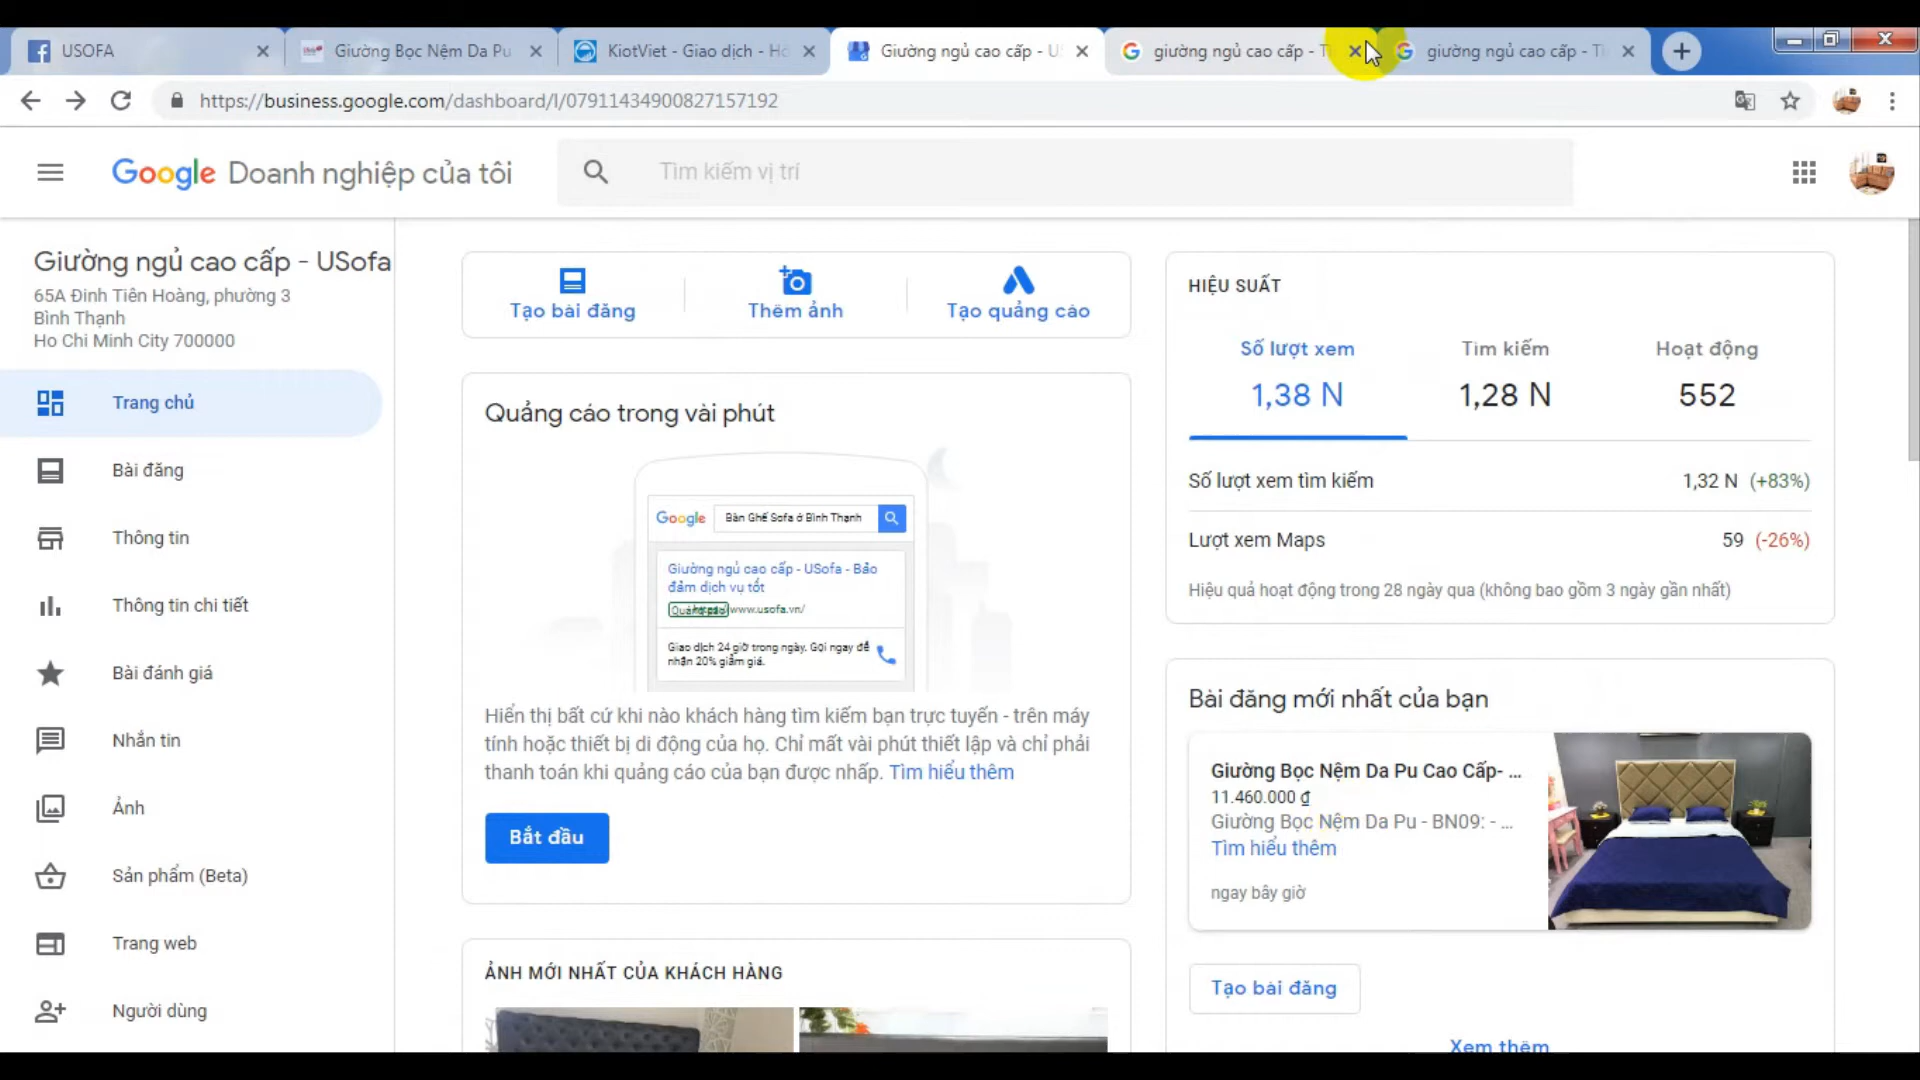 USOFA
Giường Bọc Nệm Da Pu
KiotViet - Giao dịch - Hó
Giường ngủ cao cấp - U
giường ngủ cao cấp - T
giường ngủ cao cấp - T
https://business.google.com/dashboard/l/07911434900827157192
Google Doanh nghiệp của tôi
Tìm kiếm vị trí
Giường ngủ cao cấp - USofa
65A Đinh Tiên Hoàng, phường 3
Bình Thạnh
Ho Chi Minh City 700000
Trang chủ
Bài đăng
Thông tin
Thông tin chi tiết
Bài đánh giá
Nhắn tin
Ảnh
Sản phẩm (Beta)
Trang web
Người dùng
Tạo bài đăng
Thêm ảnh
Tạo quảng cáo
Quảng cáo trong vài phút
Google
Bàn Ghế Sofa ở Bình Thạnh
Giường ngủ cao cấp - USofa - Bảo
đảm dịch vụ tốt
www.usofa.vn/
Giao dịch 24 giờ trong ngày. Gọi ngay để
nhận 20% giảm giá.
Hiển thị bất cứ khi nào khách hàng tìm kiếm bạn trực tuyến - trên máy
tính hoặc thiết bị di động của họ. Chỉ mất vài phút thiết lập và chỉ phải
thanh toán khi quảng cáo của bạn được nhấp. Tìm hiểu thêm
Bắt đầu
ẢNH MỚI NHẤT CỦA KHÁCH HÀNG
HIỆU SUẤT
Số lượt xem
1,38 N
Tìm kiếm
1,28 N
Hoạt động
552
Số lượt xem tìm kiếm
1,32 N (+83%)
Lượt xem Maps
59 (-26%)
Hiệu quả hoạt động trong 28 ngày qua (không bao gồm 3 ngày gần nhất)
Bài đăng mới nhất của bạn
Giường Bọc Nệm Da Pu Cao Cấp- ...
11.460.000 ₫
Giường Bọc Nệm Da Pu - BN09: - ...
Tìm hiểu thêm
ngay bây giờ
Tạo bài đăng
Xem thêm